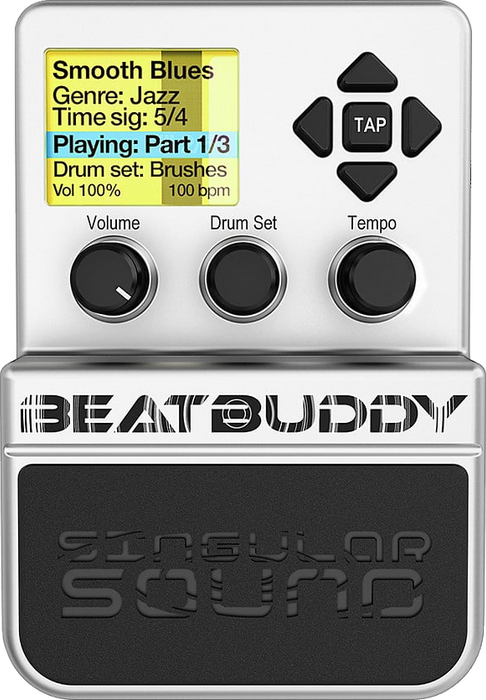 Smooth Blues
Genre: Jazz
Time sig: 5/4
Playing: Part 1/3
Drum set: Brushes
Vol 100% 100 bpm
TAP
Volume Drum Set Tempo
BEATBUDDY
SINGULAR
SOUND